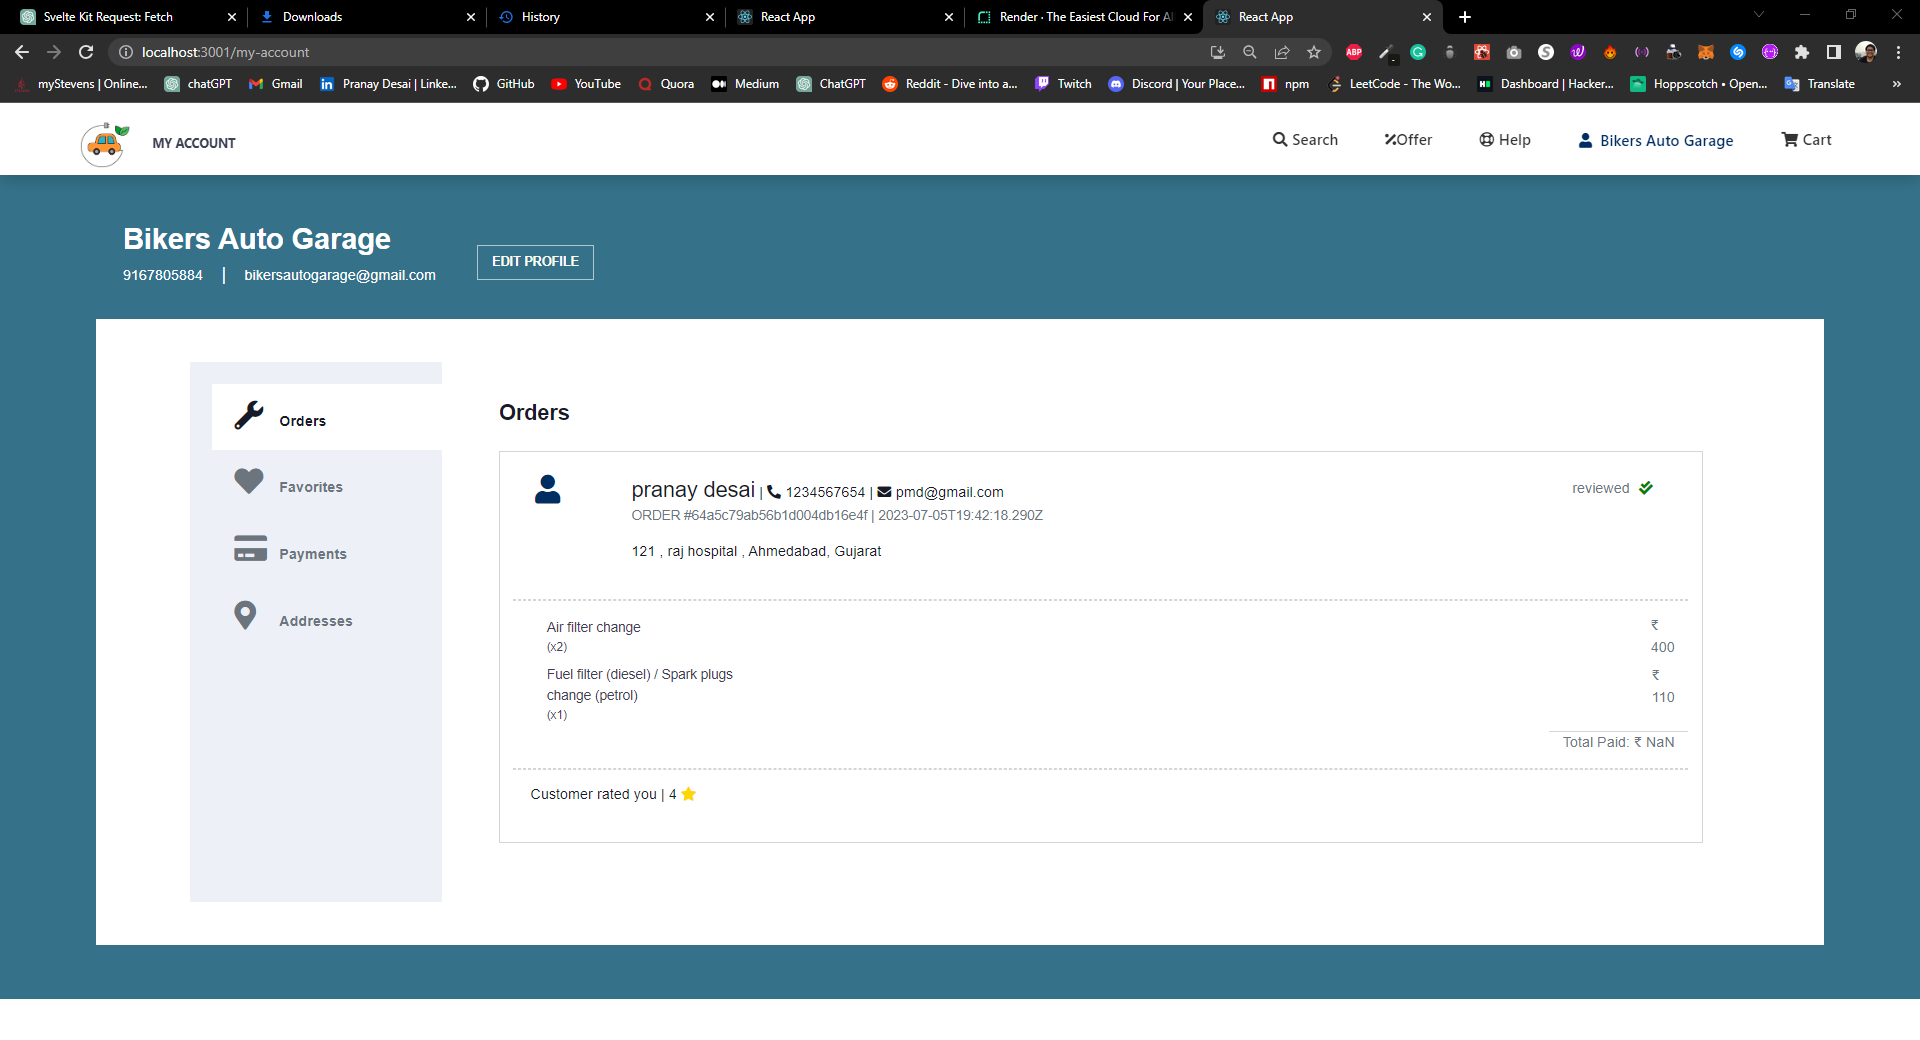 Svelte Kit Request: Fetch
Downloads
History
React App
Render · The Easiest Cloud For Al
React App
localhost:3001/my-account
myStevens | Online...
chatGPT
Gmail
Pranay Desai | Linke...
GitHub
YouTube
Quora
Medium
ChatGPT
Reddit - Dive into a...
Twitch
Discord | Your Place...
npm
LeetCode - The Wo...
Dashboard | Hacker...
Hoppscotch • Open...
Translate
»
MY ACCOUNT
Search
Offer
Help
Bikers Auto Garage
Cart
Bikers Auto Garage
9167805884 | bikersautogarage@gmail.com
EDIT PROFILE
Orders
Favorites
Payments
Addresses
Orders
pranay desai | 1234567654 | pmd@gmail.com
reviewed
ORDER #64a5c79ab56b1d004db16e4f | 2023-07-05T19:42:18.290Z
121 , raj hospital , Ahmedabad, Gujarat
Air filter change
(x2)
₹
400
Fuel filter (diesel) / Spark plugs
change (petrol)
(x1)
₹
110
Total Paid: ₹ NaN
Customer rated you | 4